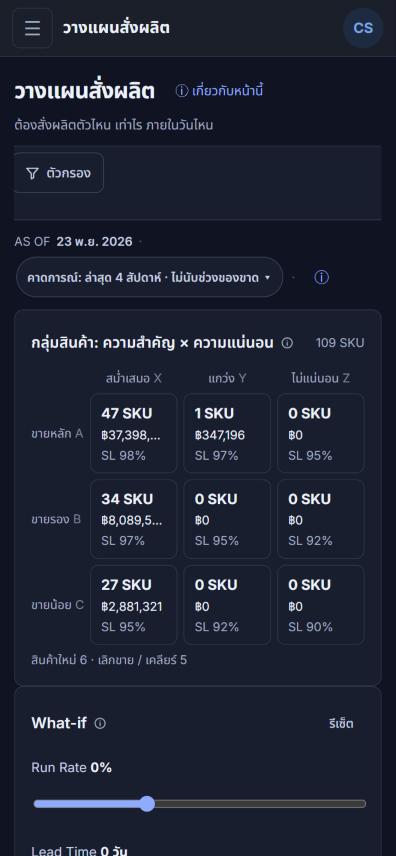 วางแผนสั่งผลิต
CS
วางแผนสั่งผลิต
เกี่ยวกับหน้านี้
ต้องสั่งผลิตตัวไหน เท่าไร ภายในวันไหน
ตัวกรอง
AS OF 23 พ.ย. 2026 ·
คาดการณ์: ล่าสุด 4 สัปดาห์ · ไม่นับช่วงของขาด ·
กลุ่มสินค้า: ความสำคัญ × ความแน่นอน 109 SKU
สม่ำเสมอ X แกว่ง Y ไม่แน่นอน Z
47 SKU 1 SKU 0 SKU
ขายหลัก A ฿37,398,... ฿347,196 ฿0
SL 98% SL 97% SL 95%
34 SKU 0 SKU 0 SKU
ขายรอง B ฿8,089,5... ฿0 ฿0
SL 97% SL 95% SL 92%
27 SKU 0 SKU 0 SKU
ขายน้อย C ฿2,881,321 ฿0 ฿0
SL 95% SL 92% SL 90%
สินค้าใหม่ 6 · เลิกขาย / เคลียร์ 5
What-if รีเซ็ต
Run Rate 0%
Lead Time 0 วัน